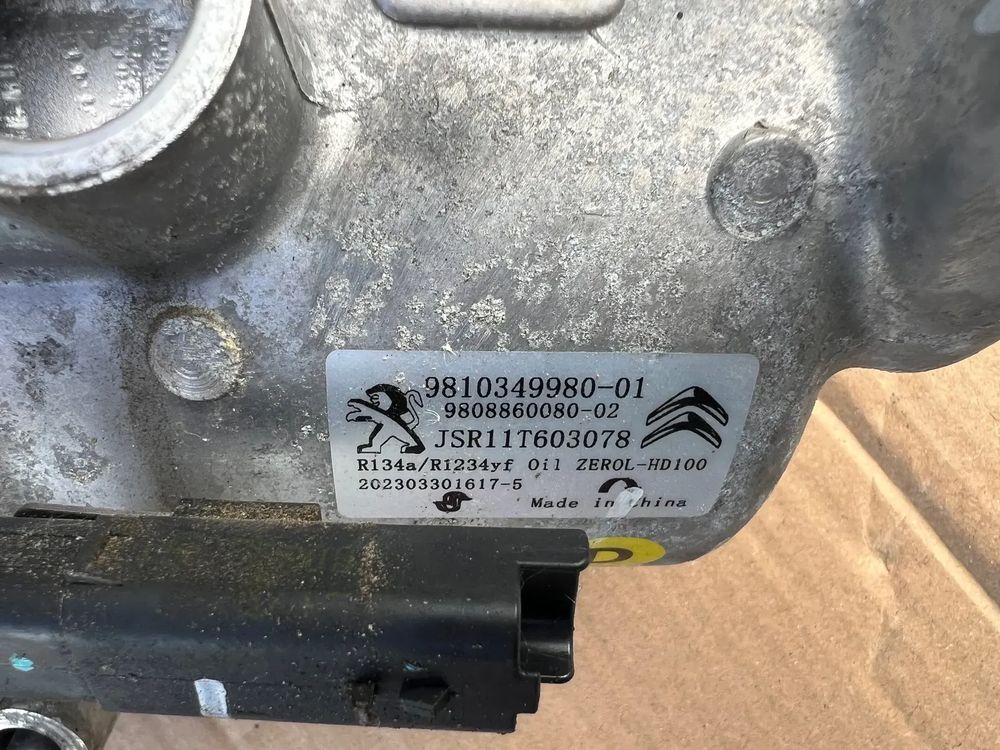 9810349980-01
9808860080-02
JSR11T603078
R134a/R1234yf Oil ZEROL-HD100
202303301617-5
Made in China
D